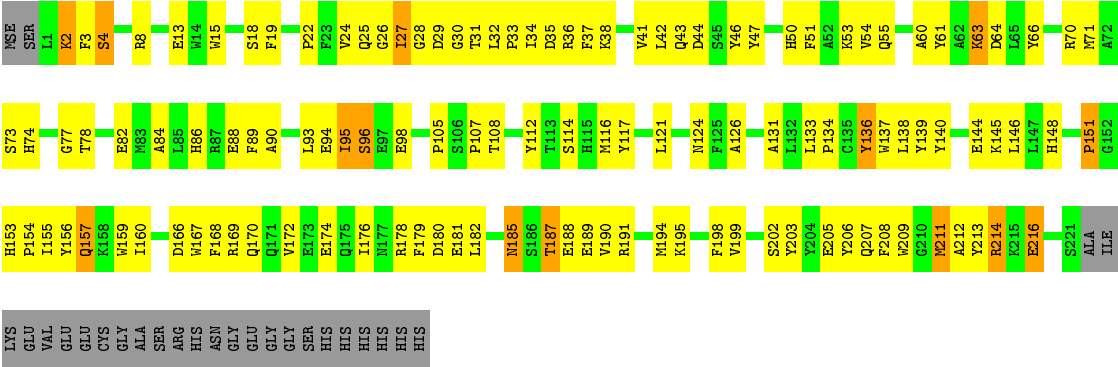 MSE SER L1 K2 F3 S4 R8 E13 W14 W15 S18 F19 P22 F23 V24 Q25 G26 I27 G28 D29 G30 T31 L32 P33 I34 D35 R36 F37 K38 V41 L42 Q43 D44 S45 Y46 Y47 H50 F51 A52 K53 V54 Q55 A60 Y61 A62 K63 D64 L65 Y66 R70 M71 A72
S73 H74 G77 T78 E82 M83 A84 L85 H86 R87 E88 F89 A90 L93 E94 I95 S96 E97 E98 P105 S106 P107 T108 Y112 T113 S114 H115 M116 Y117 L121 N124 F125 A126 A131 L132 L133 P134 C135 Y136 W137 L138 Y139 Y140 E144 K145 L146 L147 H148 P151 G152
H153 P154 I155 Y156 Q157 K158 W159 I160 D166 W167 F168 R169 Q170 Q171 V172 E173 E174 Q175 I176 N177 R178 F179 D180 E181 L182 N185 S186 T187 E188 E189 V190 R191 M194 K195 F198 V199 S202 Y203 Y204 E205 Y206 Q207 F208 W209 G210 M211 A212 Y213 R214 K215 E216 S221 ALA ILE
LYS GLU VAL GLU GLU CYS GLY ALA SER ARG HIS ASN GLY GLU GLY GLY SER HIS HIS HIS HIS HIS HIS